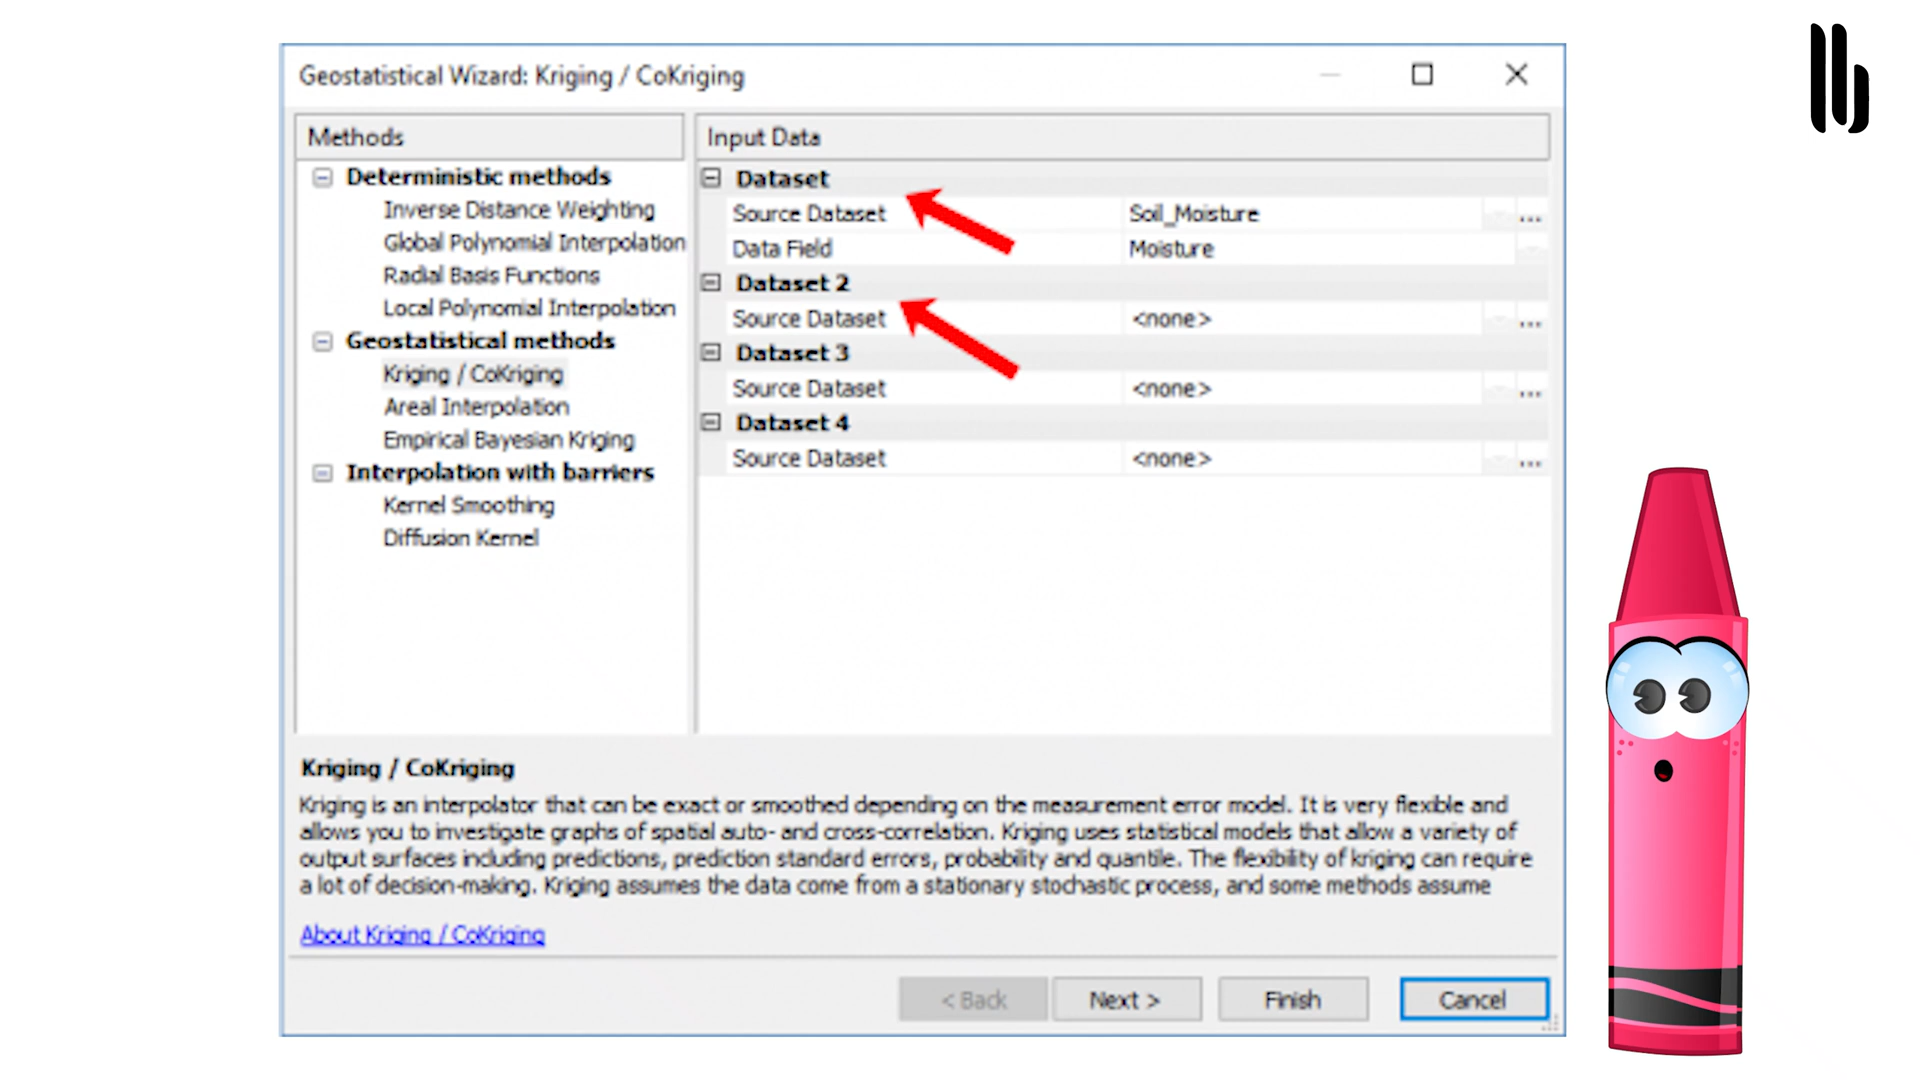 Geostatistical Wizard: Kriging / CoKriging
Methods
Deterministic methods
Inverse Distance Weighting
Global Polynomial Interpolation
Radial Basis Functions
Local Polynomial Interpolation
Geostatistical methods
Kriging / CoKriging
Areal Interpolation
Empirical Bayesian Kriging
Interpolation with barriers
Kernel Smoothing
Diffusion Kernel
Input Data
Dataset
Source Dataset Soil_Moisture ...
Data Field Moisture
Dataset 2
Source Dataset <none> ...
Dataset 3
Source Dataset <none> ...
Dataset 4
Source Dataset <none> ...
Kriging / CoKriging
Kriging is an interpolator that can be exact or smoothed depending on the measurement error model. It is very flexible and
allows you to investigate graphs of spatial auto- and cross-correlation. Kriging uses statistical models that allow a variety of
output surfaces including predictions, prediction standard errors, probability and quantile. The flexibility of kriging can require
a lot of decision-making. Kriging assumes the data come from a stationary stochastic process, and some methods assume
About Kriging / CoKriging
< Back Next > Finish Cancel